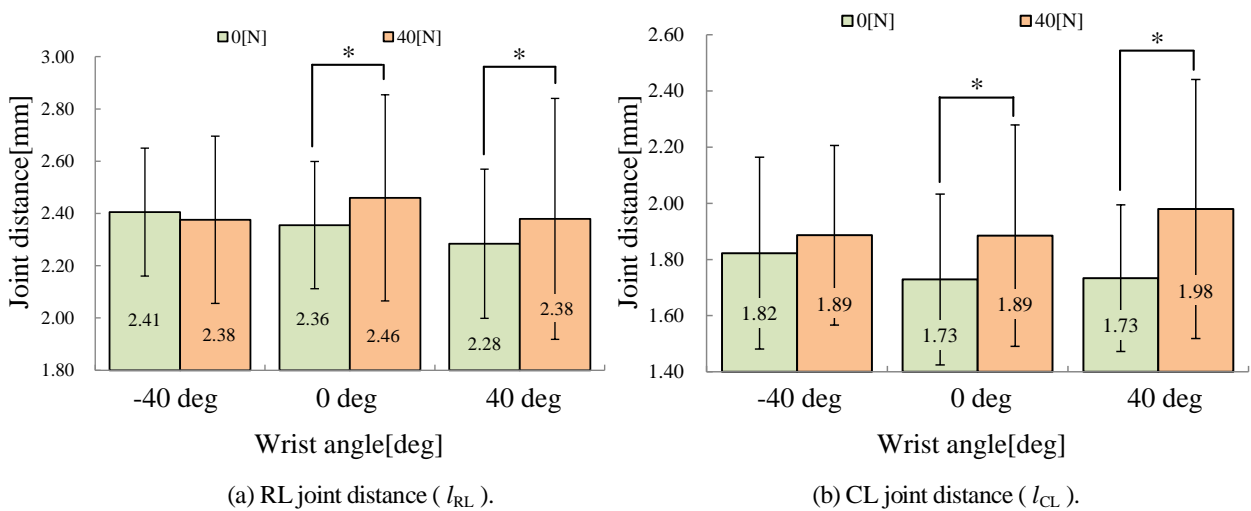 0[N] 40[N]
3.00
2.80
2.60
2.40
2.20
2.00
1.80
Joint distance[mm]
* *
2.41 2.38 2.36 2.46 2.28 2.38
-40 deg 0 deg 40 deg
Wrist angle[deg]
(a) RL joint distance ( lRL ).
0[N] 40[N]
2.60
2.40
2.20
2.00
1.80
1.60
1.40
Joint distance[mm]
* *
1.82 1.89 1.73 1.89 1.73 1.98
-40 deg 0 deg 40 deg
Wrist angle[deg]
(b) CL joint distance ( lCL ).